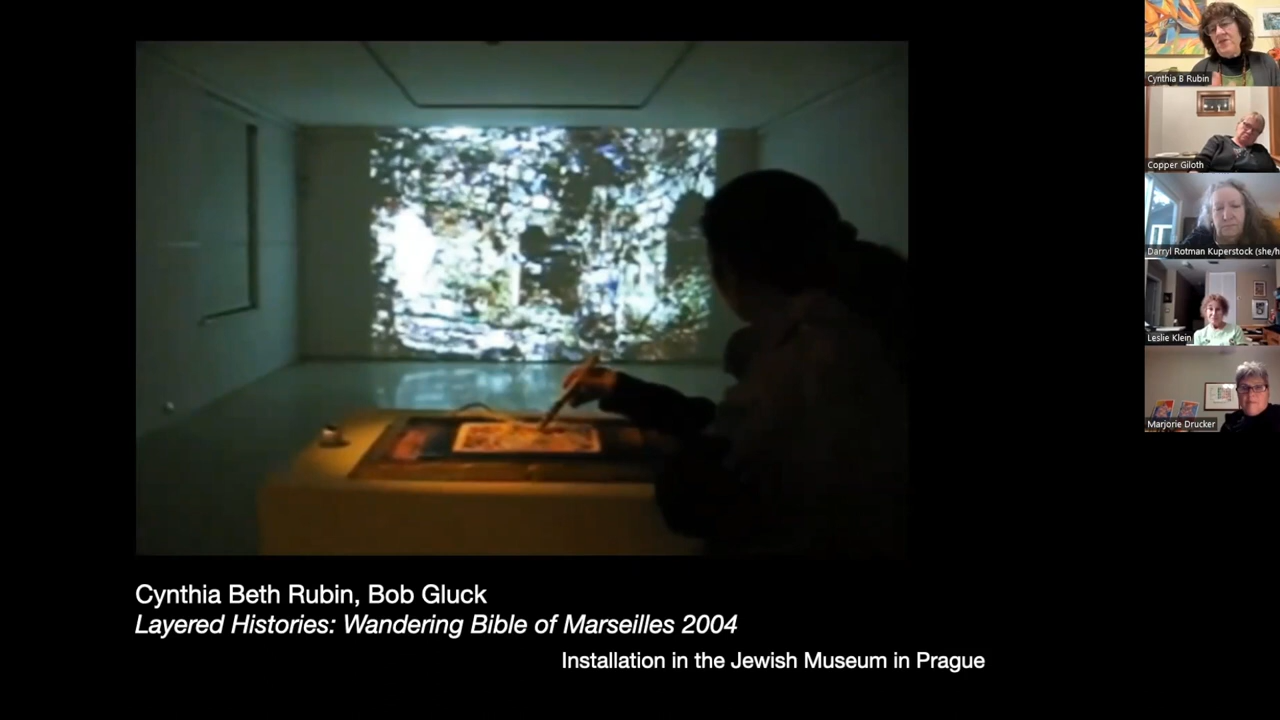 Cynthia Beth Rubin, Bob Gluck
Layered Histories: Wandering Bible of Marseilles 2004
Installation in the Jewish Museum in Prague
Cynthia B Rubin
Copper Giloth
Darryl Rotman Kuperstock (she/h
Leslie Klein
Marjorie Drucker